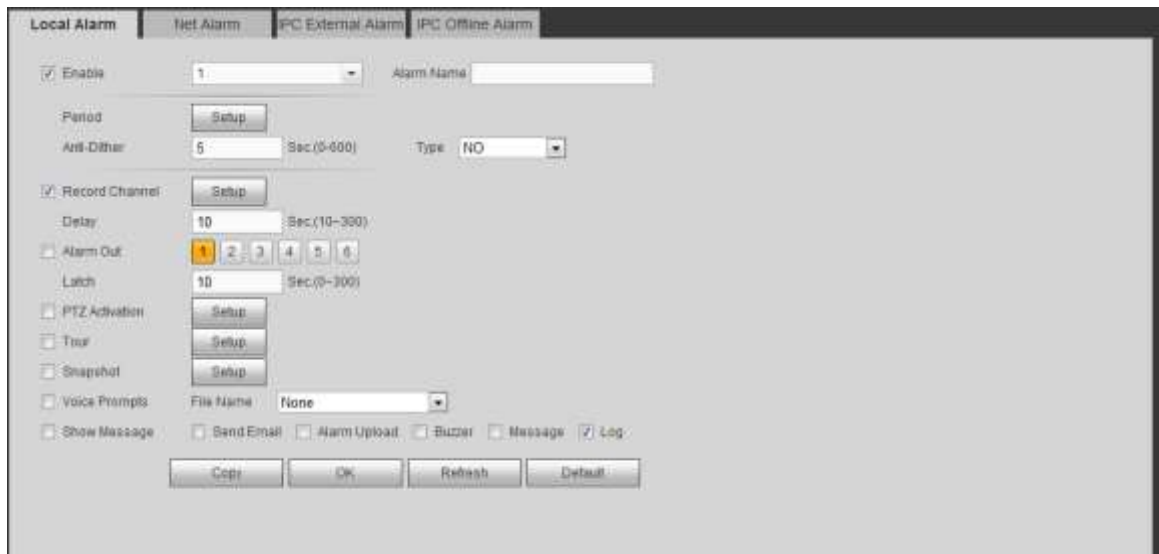 Local Alarm Net Alarm IPC External Alarm IPC Offline Alarm
Enable 1 Alarm Name
Period Setup
Anti-Dither 5 Sec.(0-600) Type NO
Record Channel Setup
Delay 10 Sec.(10~300)
Alarm Out 1 2 3 4 5 6
Latch 10 Sec.(0~300)
PTZ Activation Setup
Tour Setup
Snapshot Setup
Voice Prompts File Name None
Show Message Send Email Alarm Upload Buzzer Message Log
Copy OK Refresh Default